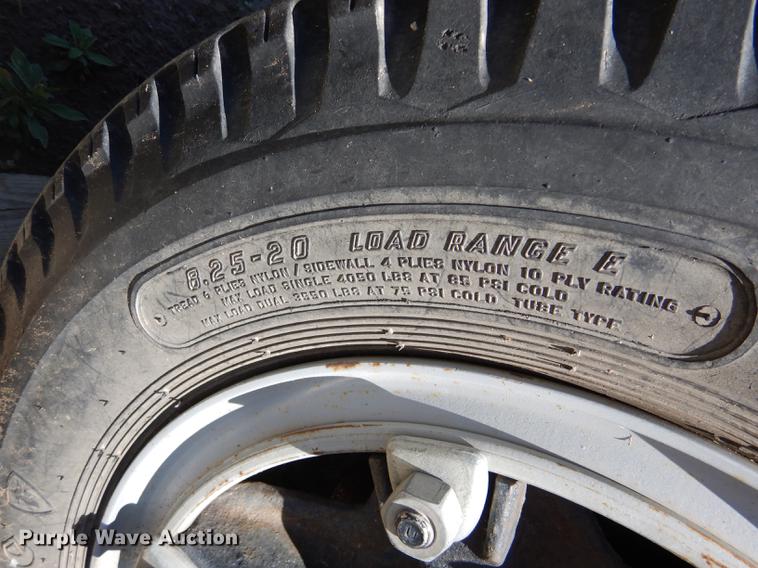 8.25-20 LOAD RANGE E
TREAD 6 PLIES NYLON / SIDEWALL 4 PLIES NYLON 10 PLY RATING
MAX LOAD SINGLE 4050 LBS AT 85 PSI COLD
MAX LOAD DUAL 3550 LBS AT 75 PSI COLD TUBE TYPE
Purple Wave Auction